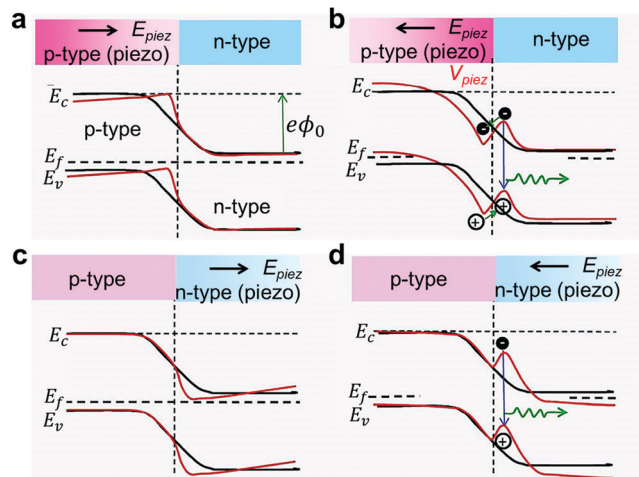 a
E_piez
p-type (piezo)
n-type
E_c
p-type
eϕ₀
E_f
E_v
n-type
b
E_piez
p-type (piezo)
n-type
V_piez
E_c
E_f
E_v
c
p-type
E_piez
n-type (piezo)
E_c
E_f
E_v
d
p-type
E_piez
n-type (piezo)
E_c
E_f
E_v